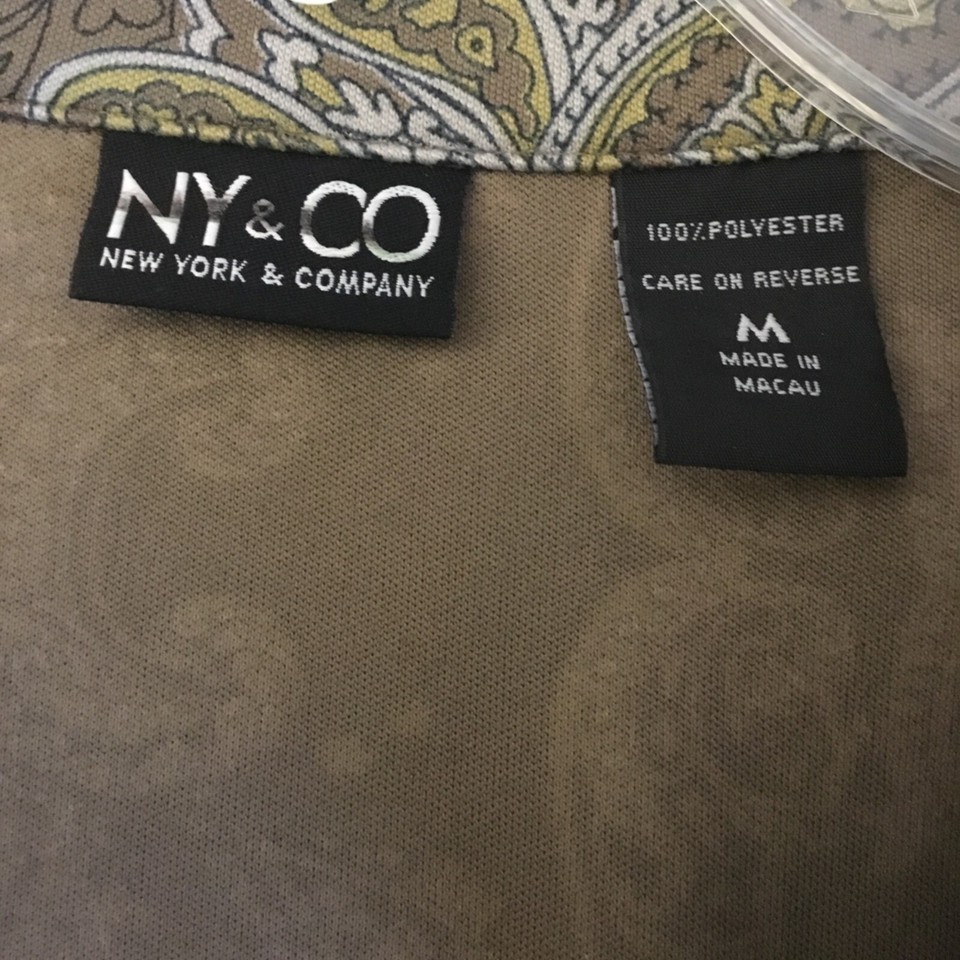 NY & CO
NEW YORK & COMPANY
100% POLYESTER
CARE ON REVERSE
M
MADE IN
MACAU